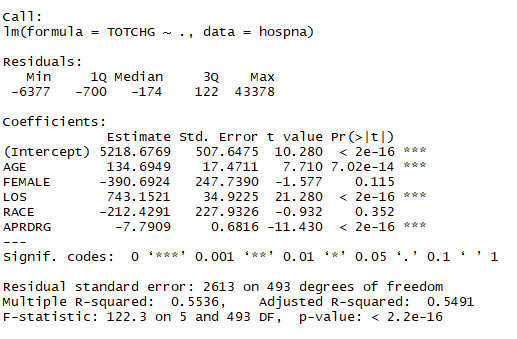 Call:
lm(formula = TOTCHG ~ ., data = hospna)
Residuals:
   Min     1Q Median     3Q    Max
 -6377   -700   -174    122  43378
Coefficients:
             Estimate Std. Error t value Pr(>|t|)
(Intercept) 5218.6769   507.6475  10.280  < 2e-16 ***
AGE          134.6949    17.4711   7.710 7.02e-14 ***
FEMALE      -390.6924   247.7390  -1.577    0.115
LOS          743.1521    34.9225  21.280  < 2e-16 ***
RACE        -212.4291   227.9326  -0.932    0.352
APRDRG        -7.7909     0.6816 -11.430  < 2e-16 ***
---
Signif. codes:  0 ‘***’ 0.001 ‘**’ 0.01 ‘*’ 0.05 ‘.’ 0.1 ‘ ’ 1
Residual standard error: 2613 on 493 degrees of freedom
Multiple R-squared:  0.5536,    Adjusted R-squared:  0.5491
F-statistic: 122.3 on 5 and 493 DF,  p-value: < 2.2e-16